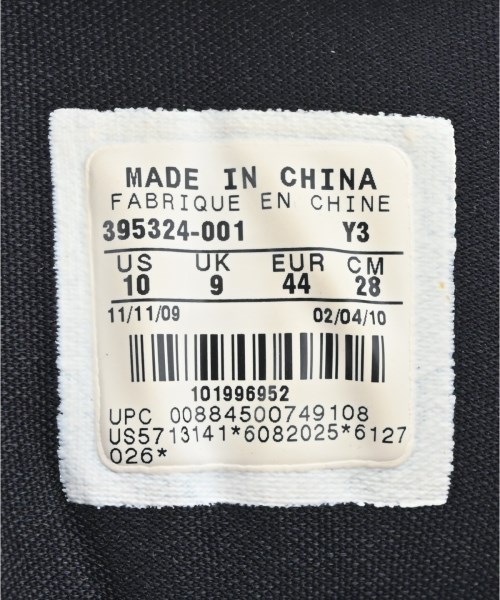 MADE IN CHINA
FABRIQUE EN CHINE
395324-001 Y3
US UK EUR CM
10 9 44 28
11/11/09 02/04/10
101996952
UPC 00884500749108
US5713141*6082025*6127
026*